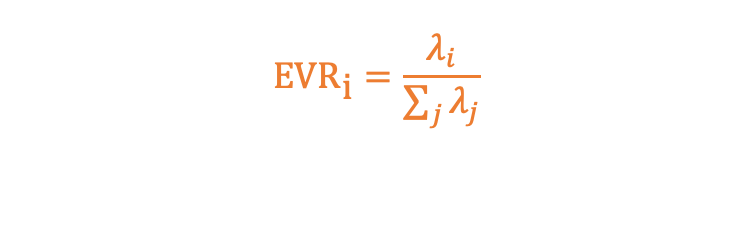 EVRᵢ = λᵢ / ∑ⱼ λⱼ